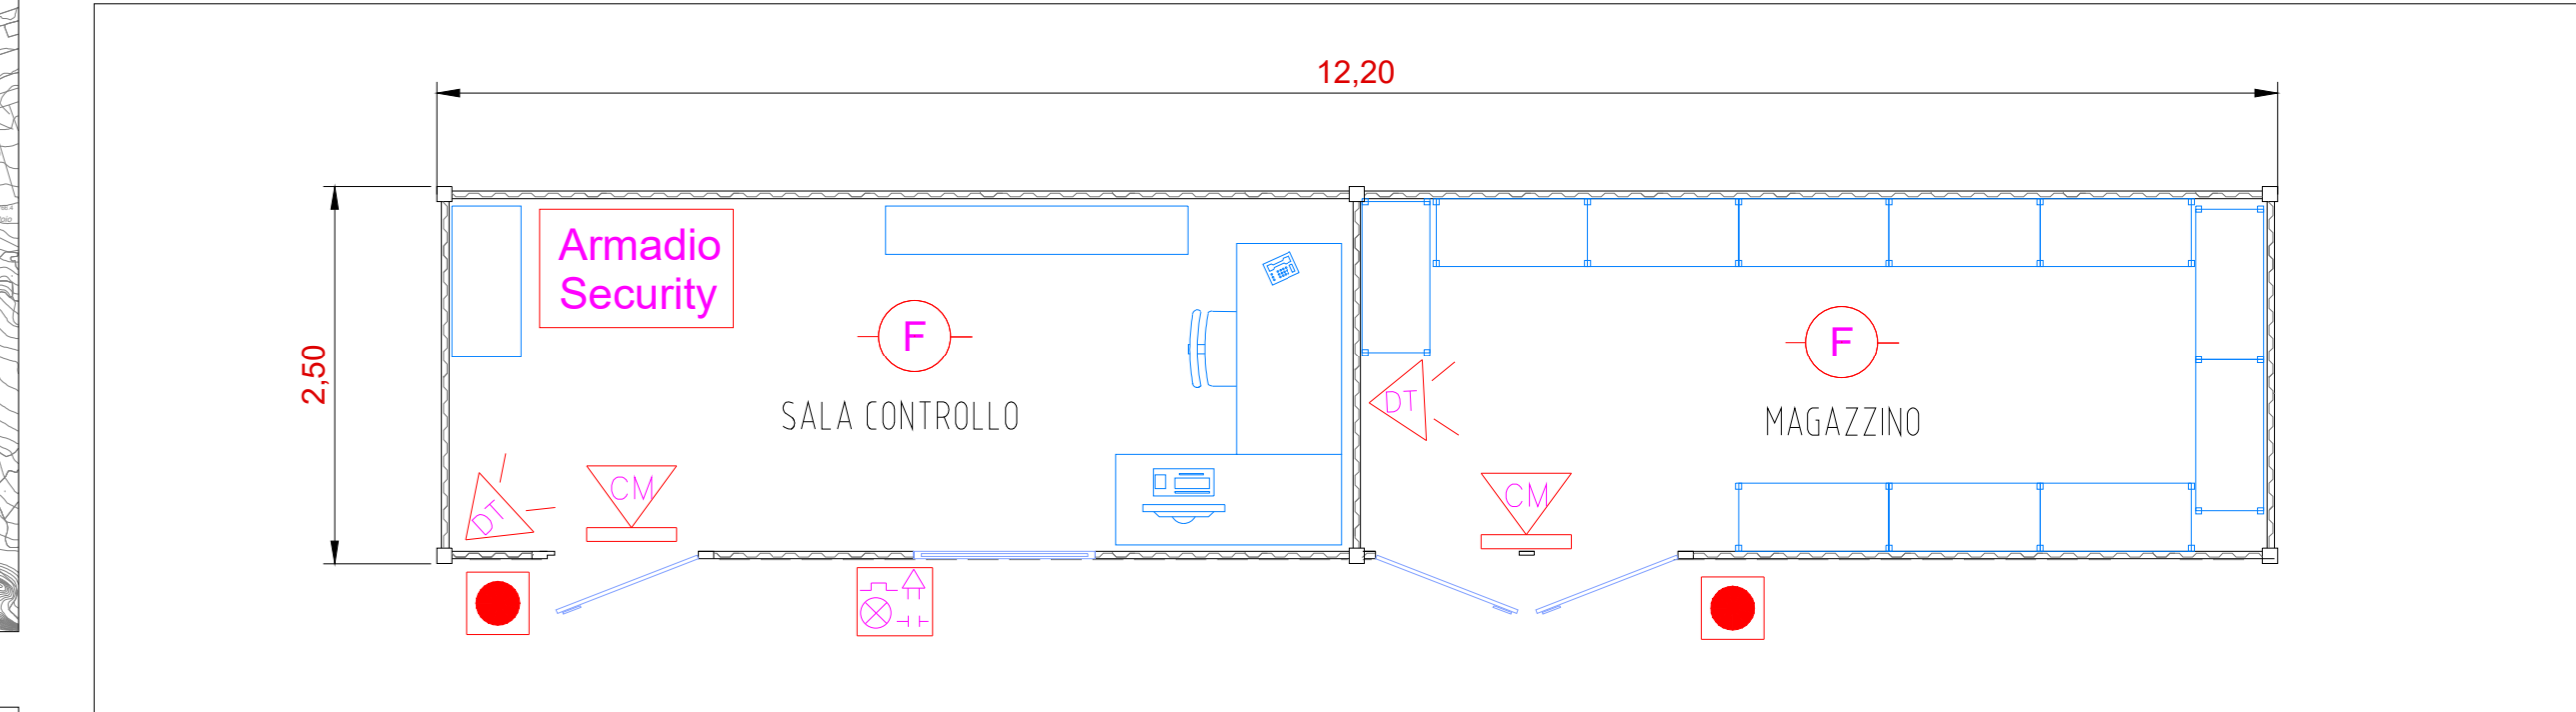 12,20
2,50
Armadio
Security
F
F
DT
SALA CONTROLLO
MAGAZZINO
CM
CM
DT